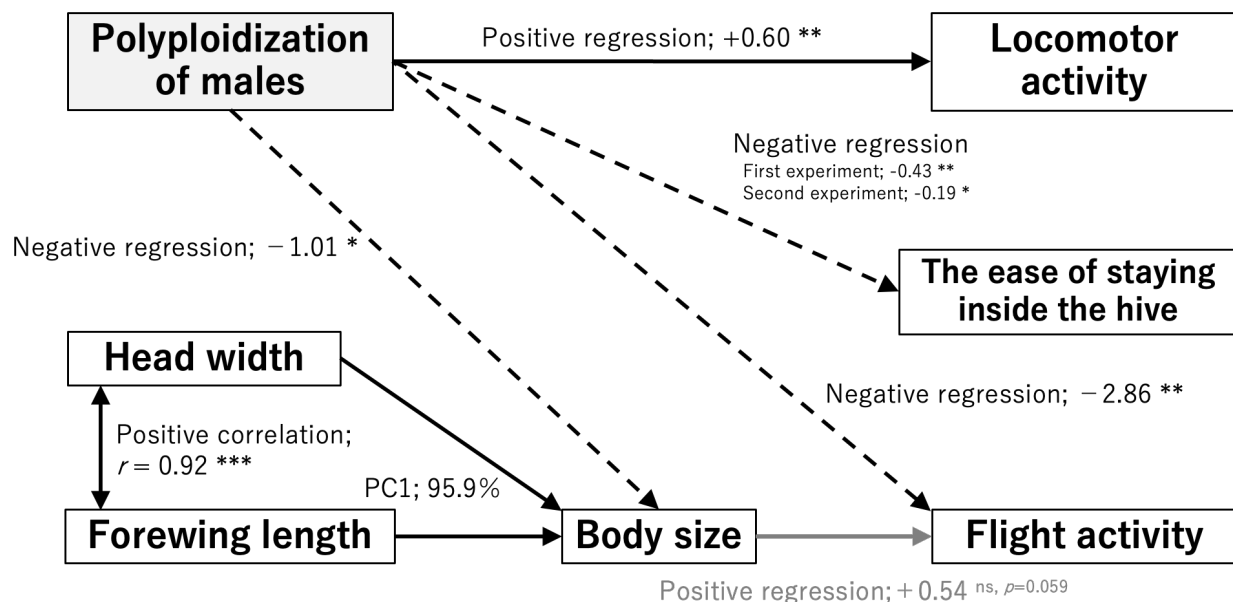 Polyploidization
of males
Positive regression; +0.60 **
Locomotor
activity
Negative regression
First experiment; -0.43 **
Second experiment; -0.19 *
Negative regression; −1.01 *
The ease of staying
inside the hive
Head width
Negative regression; −2.86 **
Positive correlation;
r = 0.92 ***
PC1; 95.9%
Forewing length
Body size
Flight activity
Positive regression; +0.54 ns, p=0.059